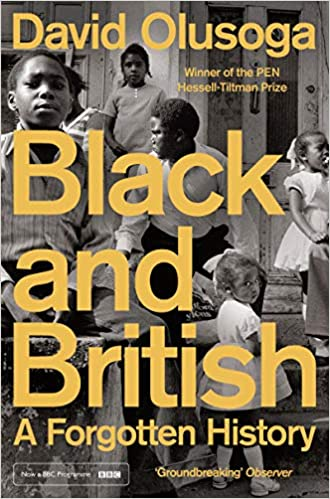 David Olusoga
Winner of the PEN
Hessell-Tiltman Prize
Black
and
British
A Forgotten History
Now a BBC Programme BBC
'Groundbreaking' Observer